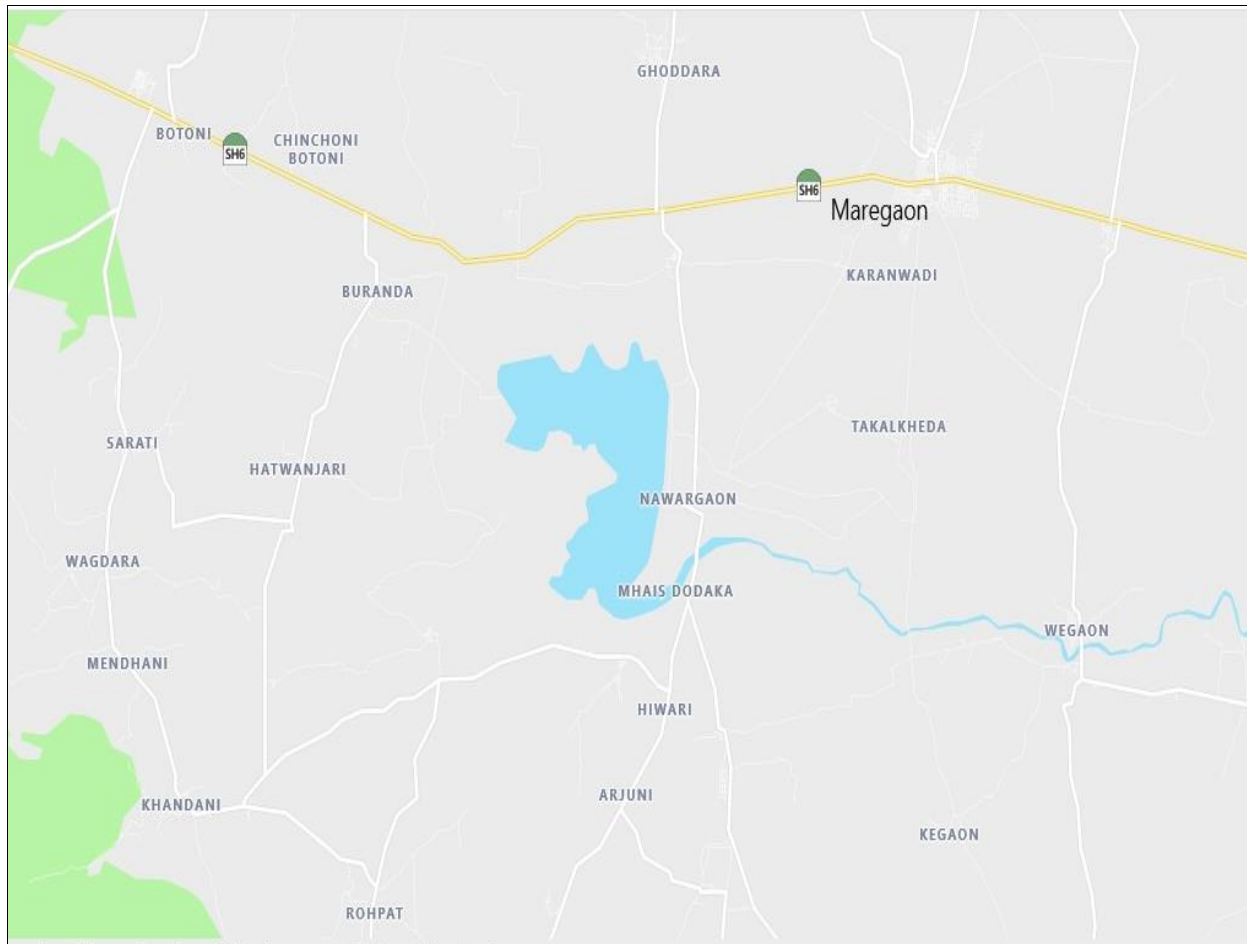 GHODDARA
BOTONI
SH6
CHINCHONI
BOTONI
SH6
Maregaon
KARANWADI
BURANDA
TAKALKHEDA
SARATI
HATWANJARI
NAWARGAON
WAGDARA
MHAIS DODAKA
WEGAON
MENDHANI
HIWARI
ARJUNI
KHANDANI
KEGAON
ROHPAT